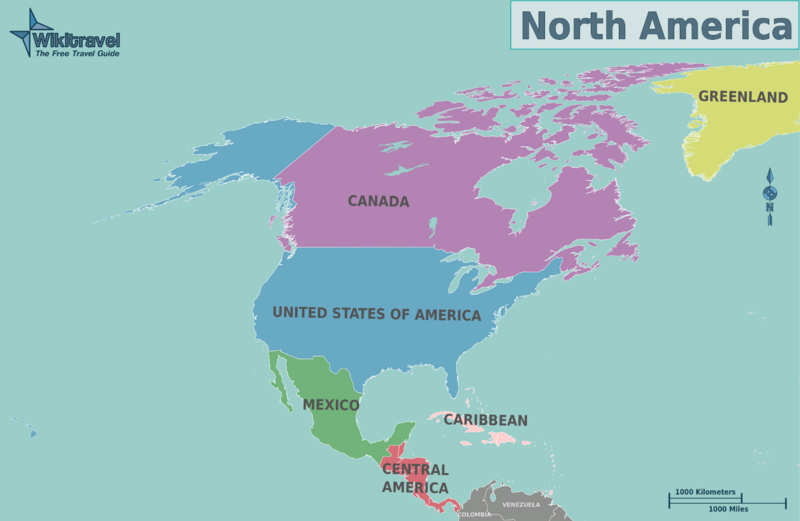 North America
Wikitravel
The Free Travel Guide
GREENLAND
CANADA
N
UNITED STATES OF AMERICA
MEXICO
CARIBBEAN
CENTRAL
AMERICA
1000 Kilometers
1000 Miles
VENEZUELA
COLOMBIA